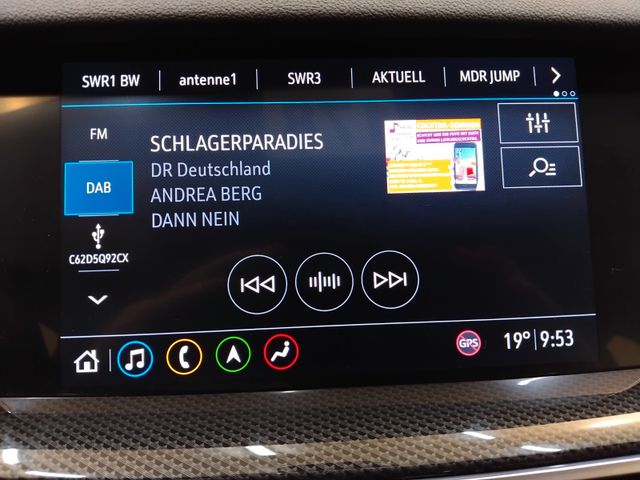 SWR1 BW
antenne1
SWR3
AKTUELL
MDR JUMP
FM
SCHLAGERPARADIES
DR Deutschland
DAB
ANDREA BERG
DANN NEIN
C62D5Q92CX
GPS
19° 9:53